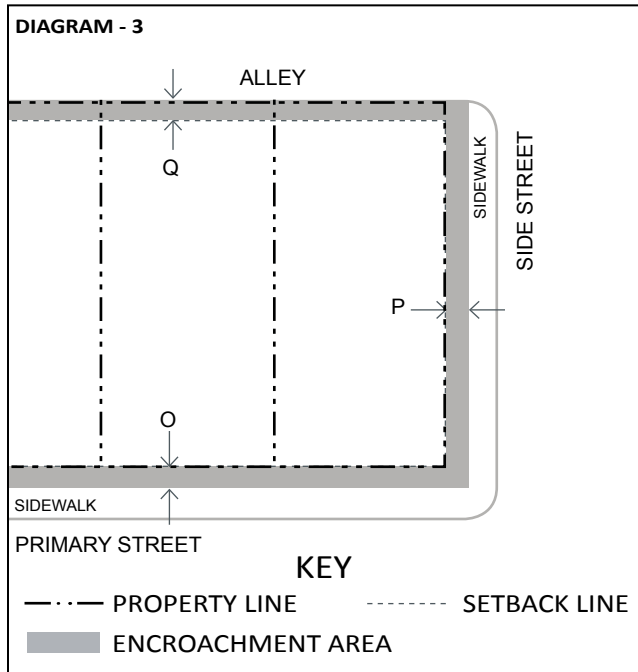 DIAGRAM - 3
ALLEY
Q
SIDEWALK
SIDE STREET
P
O
SIDEWALK
PRIMARY STREET
KEY
PROPERTY LINE
SETBACK LINE
ENCROACHMENT AREA